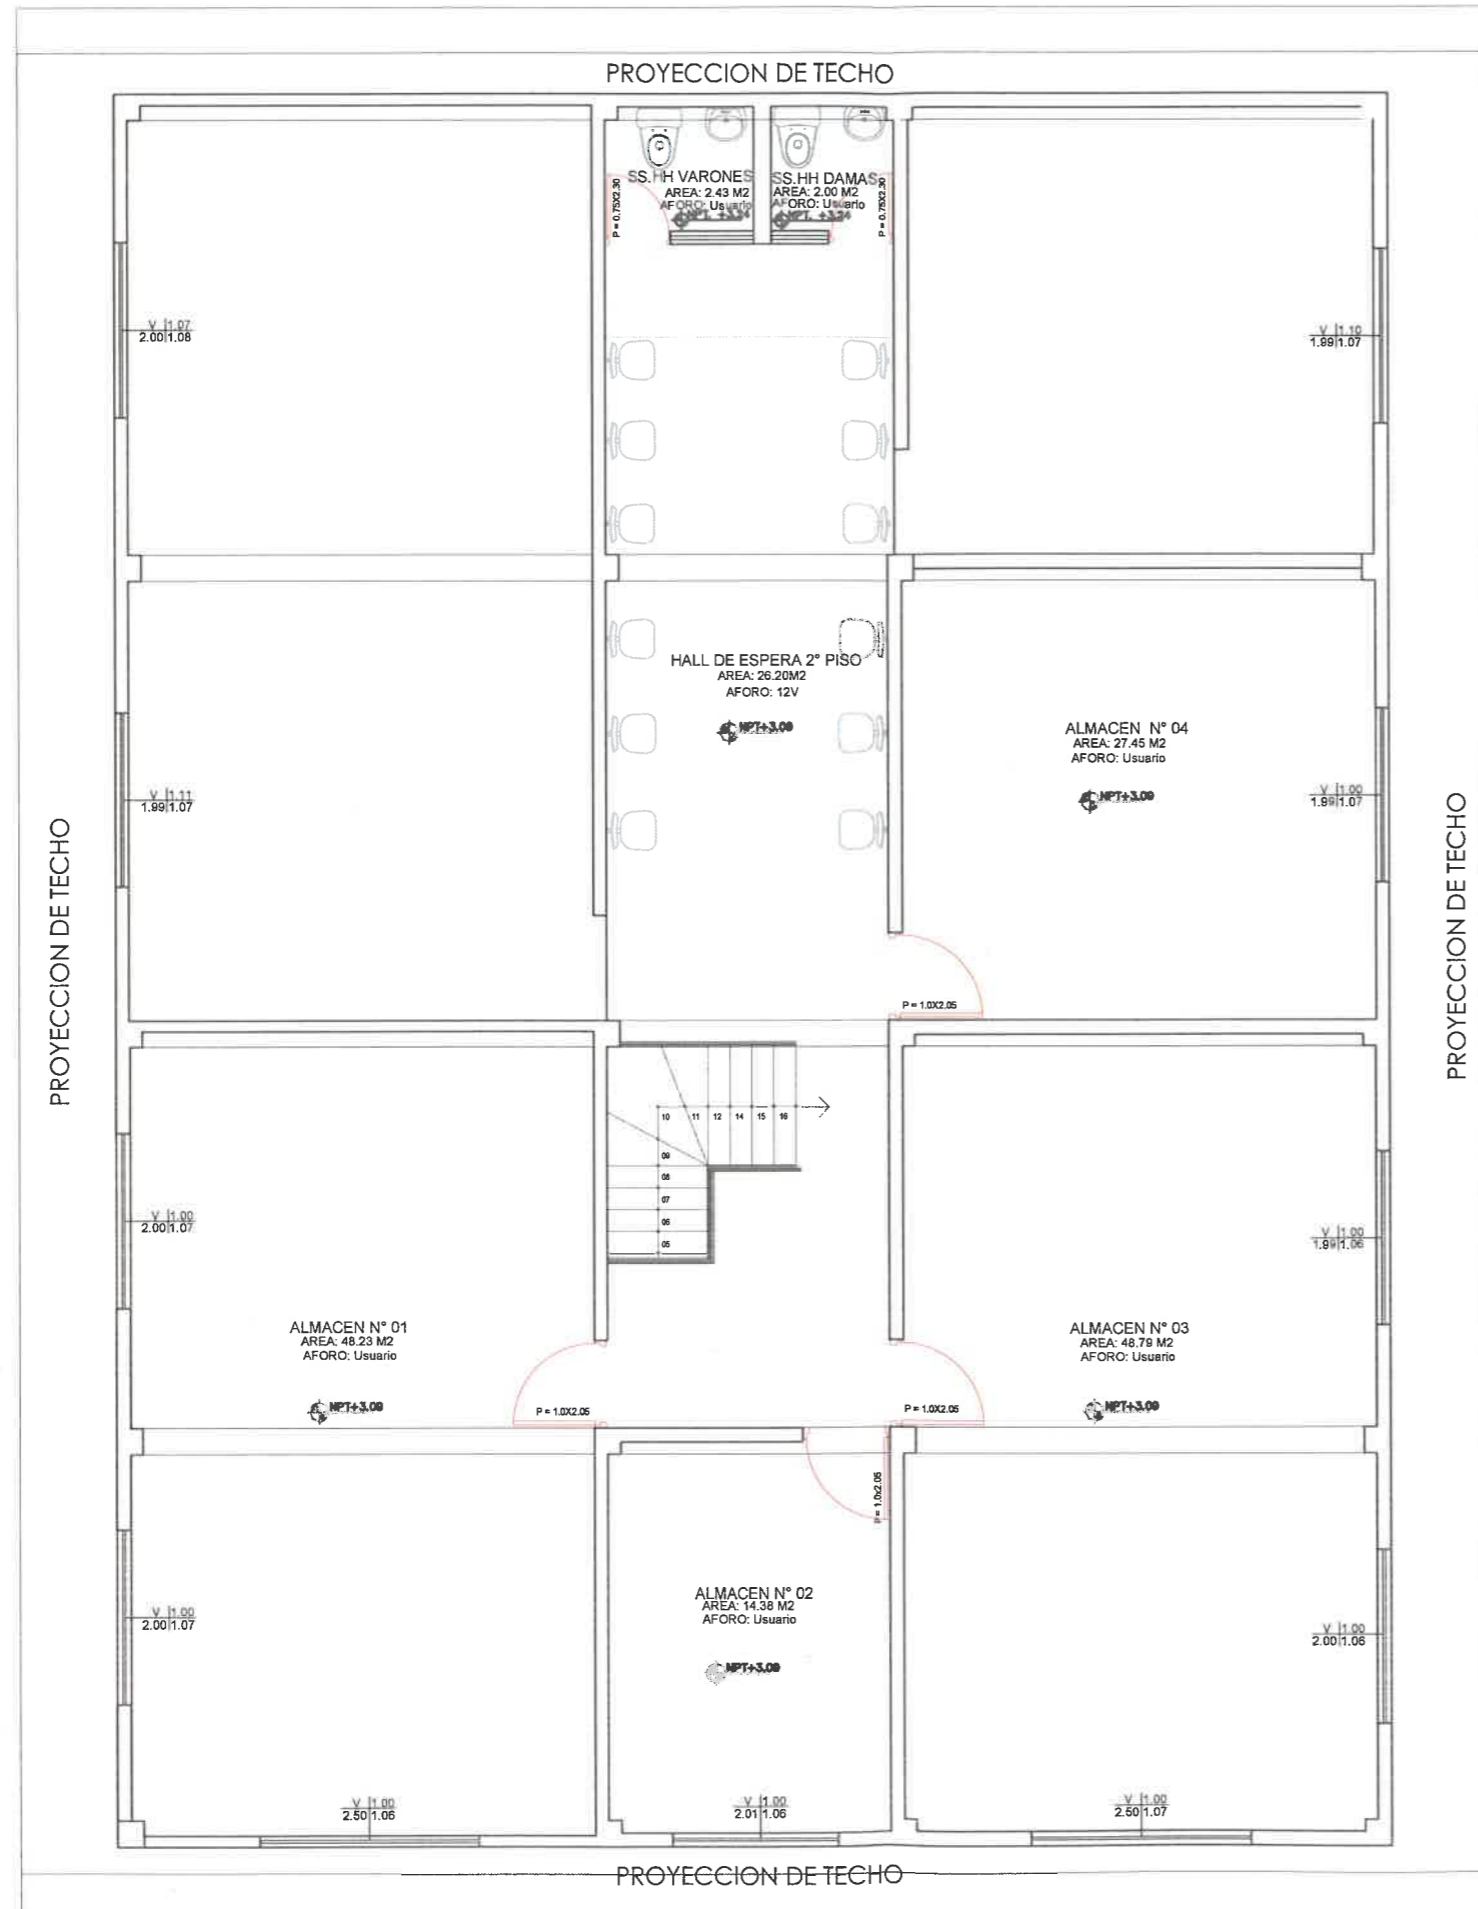 PROYECCION DE TECHO
SS.HH VARONES
AREA: 2.43 M2
AFORO: Usuario
NPT. +3.24
P = 0.75X2.30
SS.HH DAMAS
AREA: 2.00 M2
AFORO: Usuario
NPT. +3.24
P = 0.75X2.30
V 1.07
2.00 1.08
V 1.10
1.99 1.07
HALL DE ESPERA 2° PISO
AREA: 26.20M2
AFORO: 12V
NPT+3.09
ALMACEN N° 04
AREA: 27.45 M2
AFORO: Usuario
NPT+3.09
V 1.11
1.99 1.07
V 1.00
1.99 1.07
PROYECCION DE TECHO
PROYECCION DE TECHO
P = 1.0X2.05
10 11 12 14 15 16
09
08
07
06
05
V 1.00
2.00 1.07
V 1.00
1.99 1.06
ALMACEN N° 01
AREA: 48.23 M2
AFORO: Usuario
NPT+3.09
P = 1.0X2.05
ALMACEN N° 03
AREA: 48.79 M2
AFORO: Usuario
NPT+3.09
P = 1.0X2.05
P = 1.0x2.05
ALMACEN N° 02
AREA: 14.38 M2
AFORO: Usuario
NPT+3.09
V 1.00
2.00 1.07
V 1.00
2.00 1.06
V 1.00
2.50 1.06
V 1.00
2.01 1.06
V 1.00
2.50 1.07
PROYECCION DE TECHO